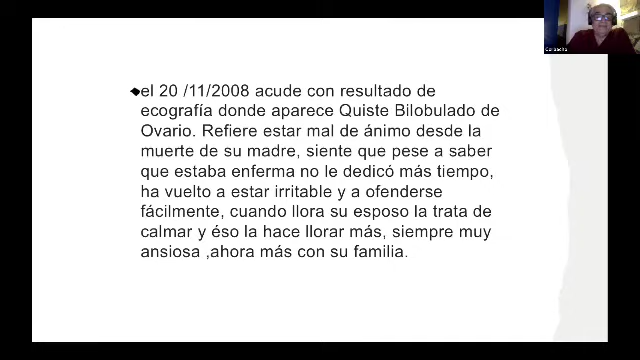 el 20 /11/2008 acude con resultado de
ecografía donde aparece Quiste Bilobulado de
Ovario. Refiere estar mal de ánimo desde la
muerte de su madre, siente que pese a saber
que estaba enferma no le dedicó más tiempo,
ha vuelto a estar irritable y a ofenderse
fácilmente, cuando llora su esposo la trata de
calmar y éso la hace llorar más, siempre muy
ansiosa ,ahora más con su familia.